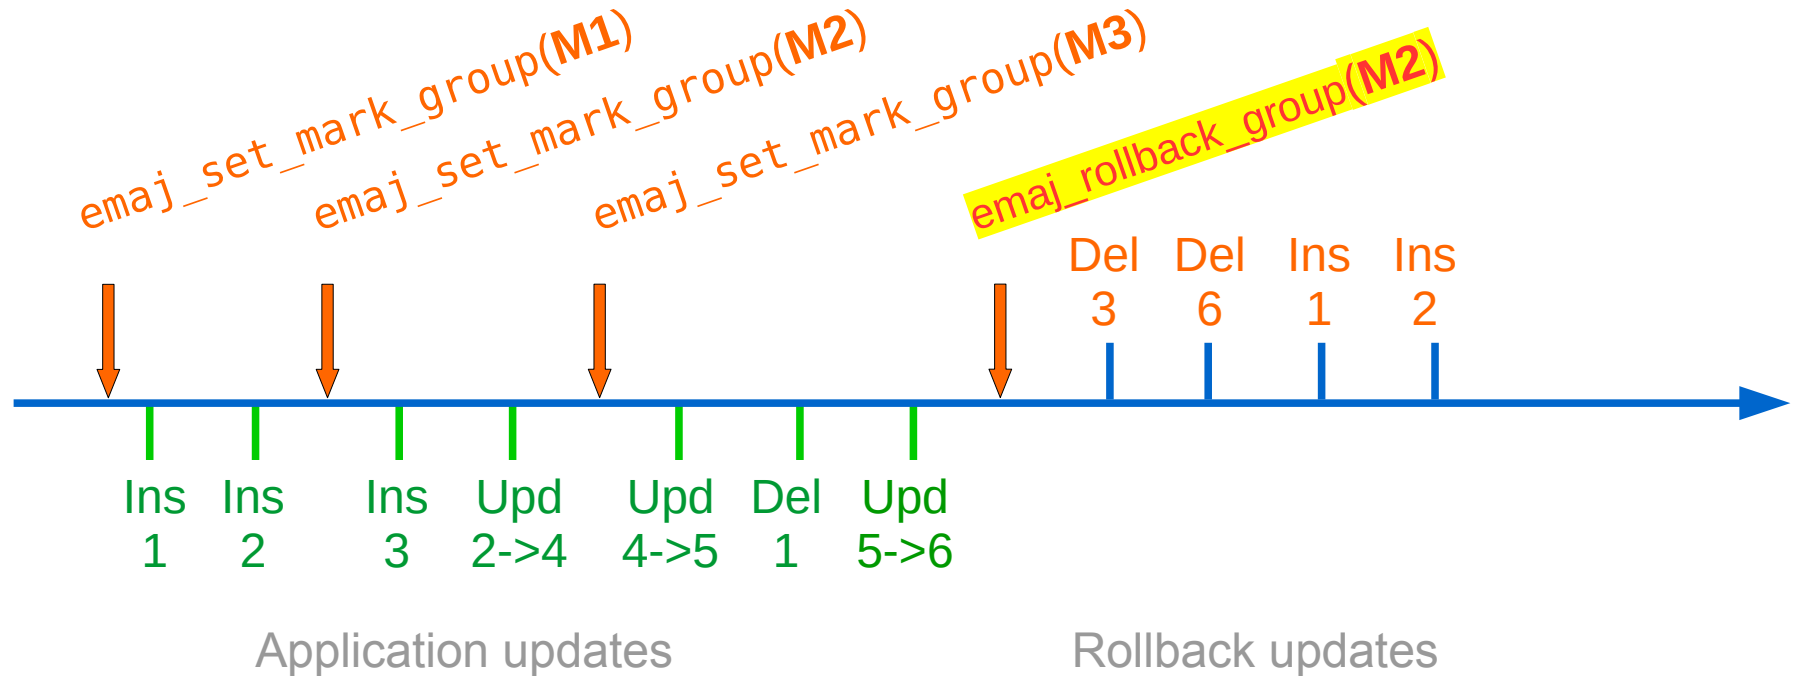 emaj_set_mark_group(M1)
emaj_set_mark_group(M2)
emaj_set_mark_group(M3)
emaj_rollback_group(M2)
Del Del Ins Ins
3 6 1 2
Ins Ins Ins Upd Upd Del Upd
1 2 3 2->4 4->5 1 5->6
Application updates Rollback updates